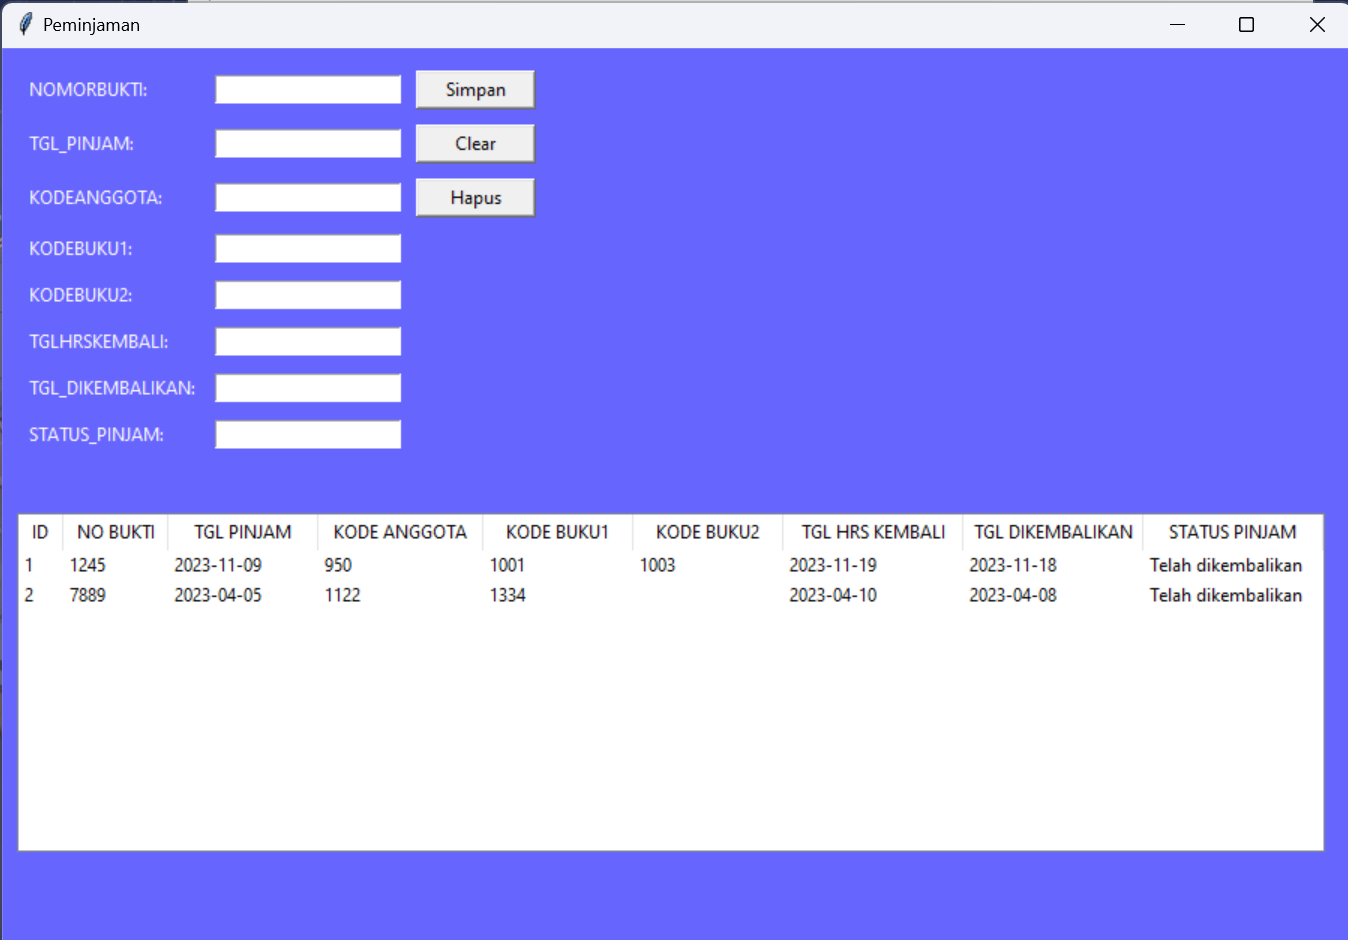 Peminjaman
NOMORBUKTI: Simpan
TGL_PINJAM: Clear
KODEANGGOTA: Hapus
KODEBUKU1:
KODEBUKU2:
TGLHRSKEMBALI:
TGL_DIKEMBALIKAN:
STATUS_PINJAM:
ID NO BUKTI TGL PINJAM KODE ANGGOTA KODE BUKU1 KODE BUKU2 TGL HRS KEMBALI TGL DIKEMBALIKAN STATUS PINJAM
1 1245 2023-11-09 950 1001 1003 2023-11-19 2023-11-18 Telah dikembalikan
2 7889 2023-04-05 1122 1334 2023-04-10 2023-04-08 Telah dikembalikan